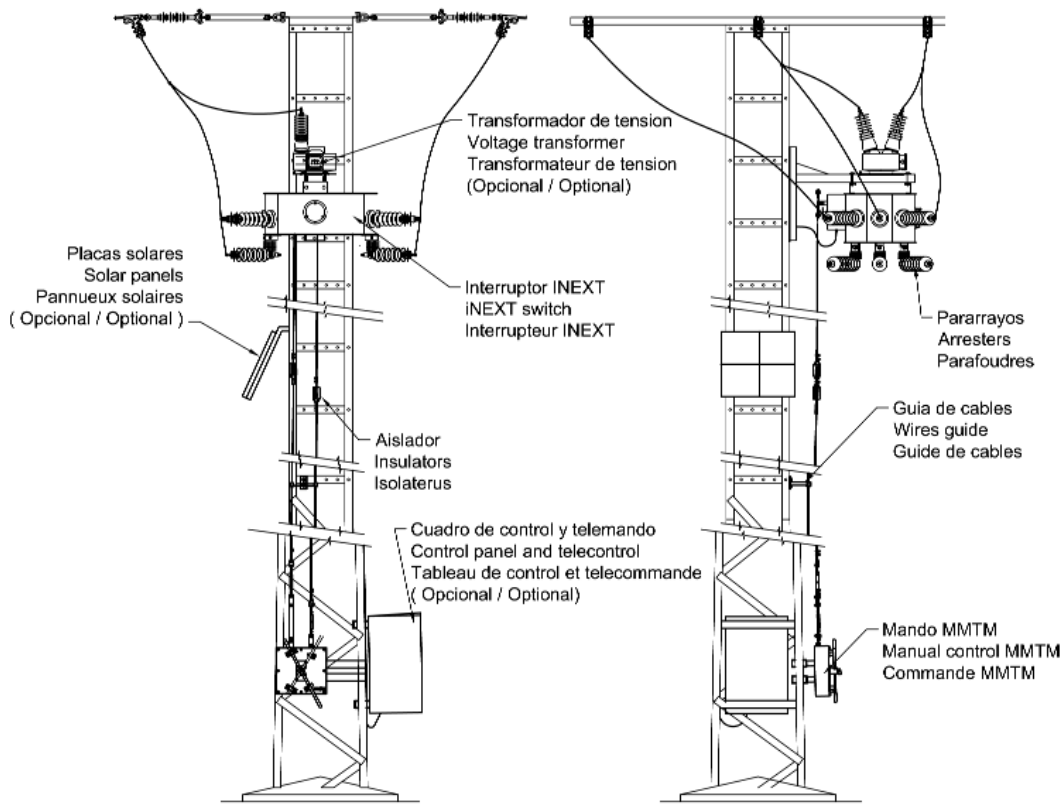 Transformador de tension
Voltage transformer
Transformateur de tension
(Opcional / Optional)
Placas solares
Solar panels
Pannueux solaires
( Opcional / Optional )
Interruptor INEXT
iNEXT switch
Interrupteur INEXT
Pararrayos
Arresters
Parafoudres
Aislador
Insulators
Isolaterus
Guia de cables
Wires guide
Guide de cables
Cuadro de control y telemando
Control panel and telecontrol
Tableau de control et telecommande
( Opcional / Optional)
Mando MMTM
Manual control MMTM
Commande MMTM